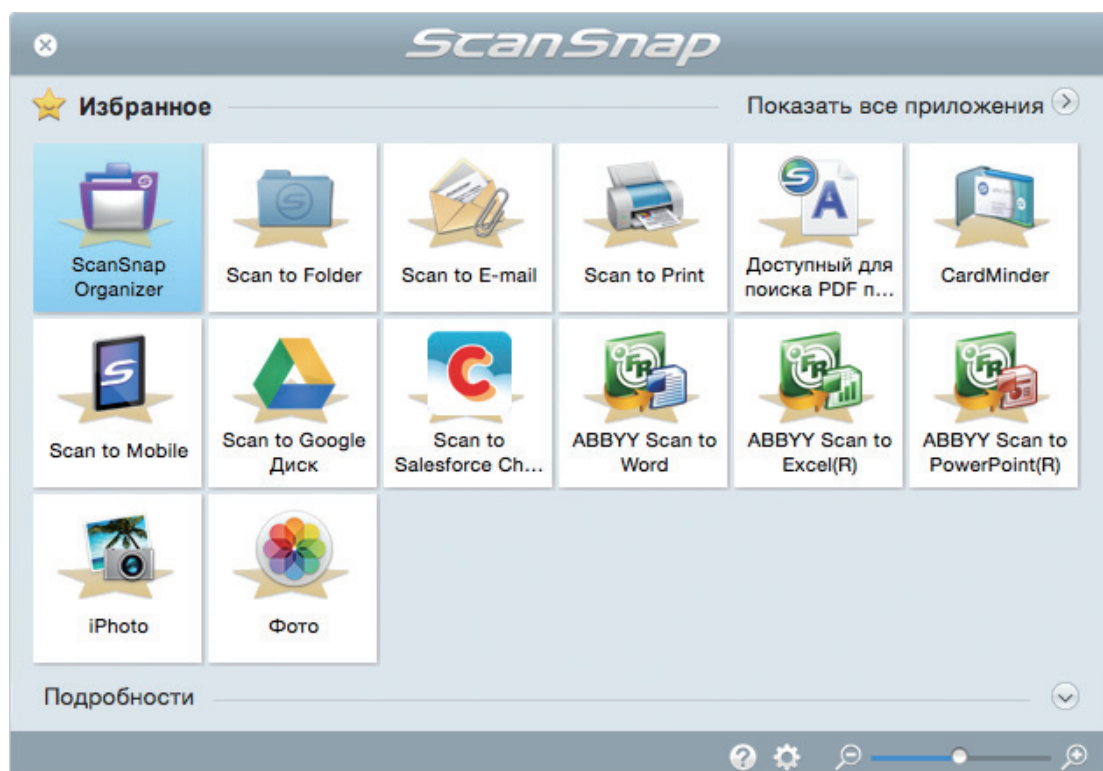 ScanSnap
Избранное
Показать все приложения
ScanSnap
Organizer
Scan to Folder
Scan to E-mail
Scan to Print
Доступный для
поиска PDF п...
CardMinder
Scan to Mobile
Scan to Google
Диск
Scan to
Salesforce Ch...
ABBYY Scan to
Word
ABBYY Scan to
Excel(R)
ABBYY Scan to
PowerPoint(R)
iPhoto
Фото
Подробности